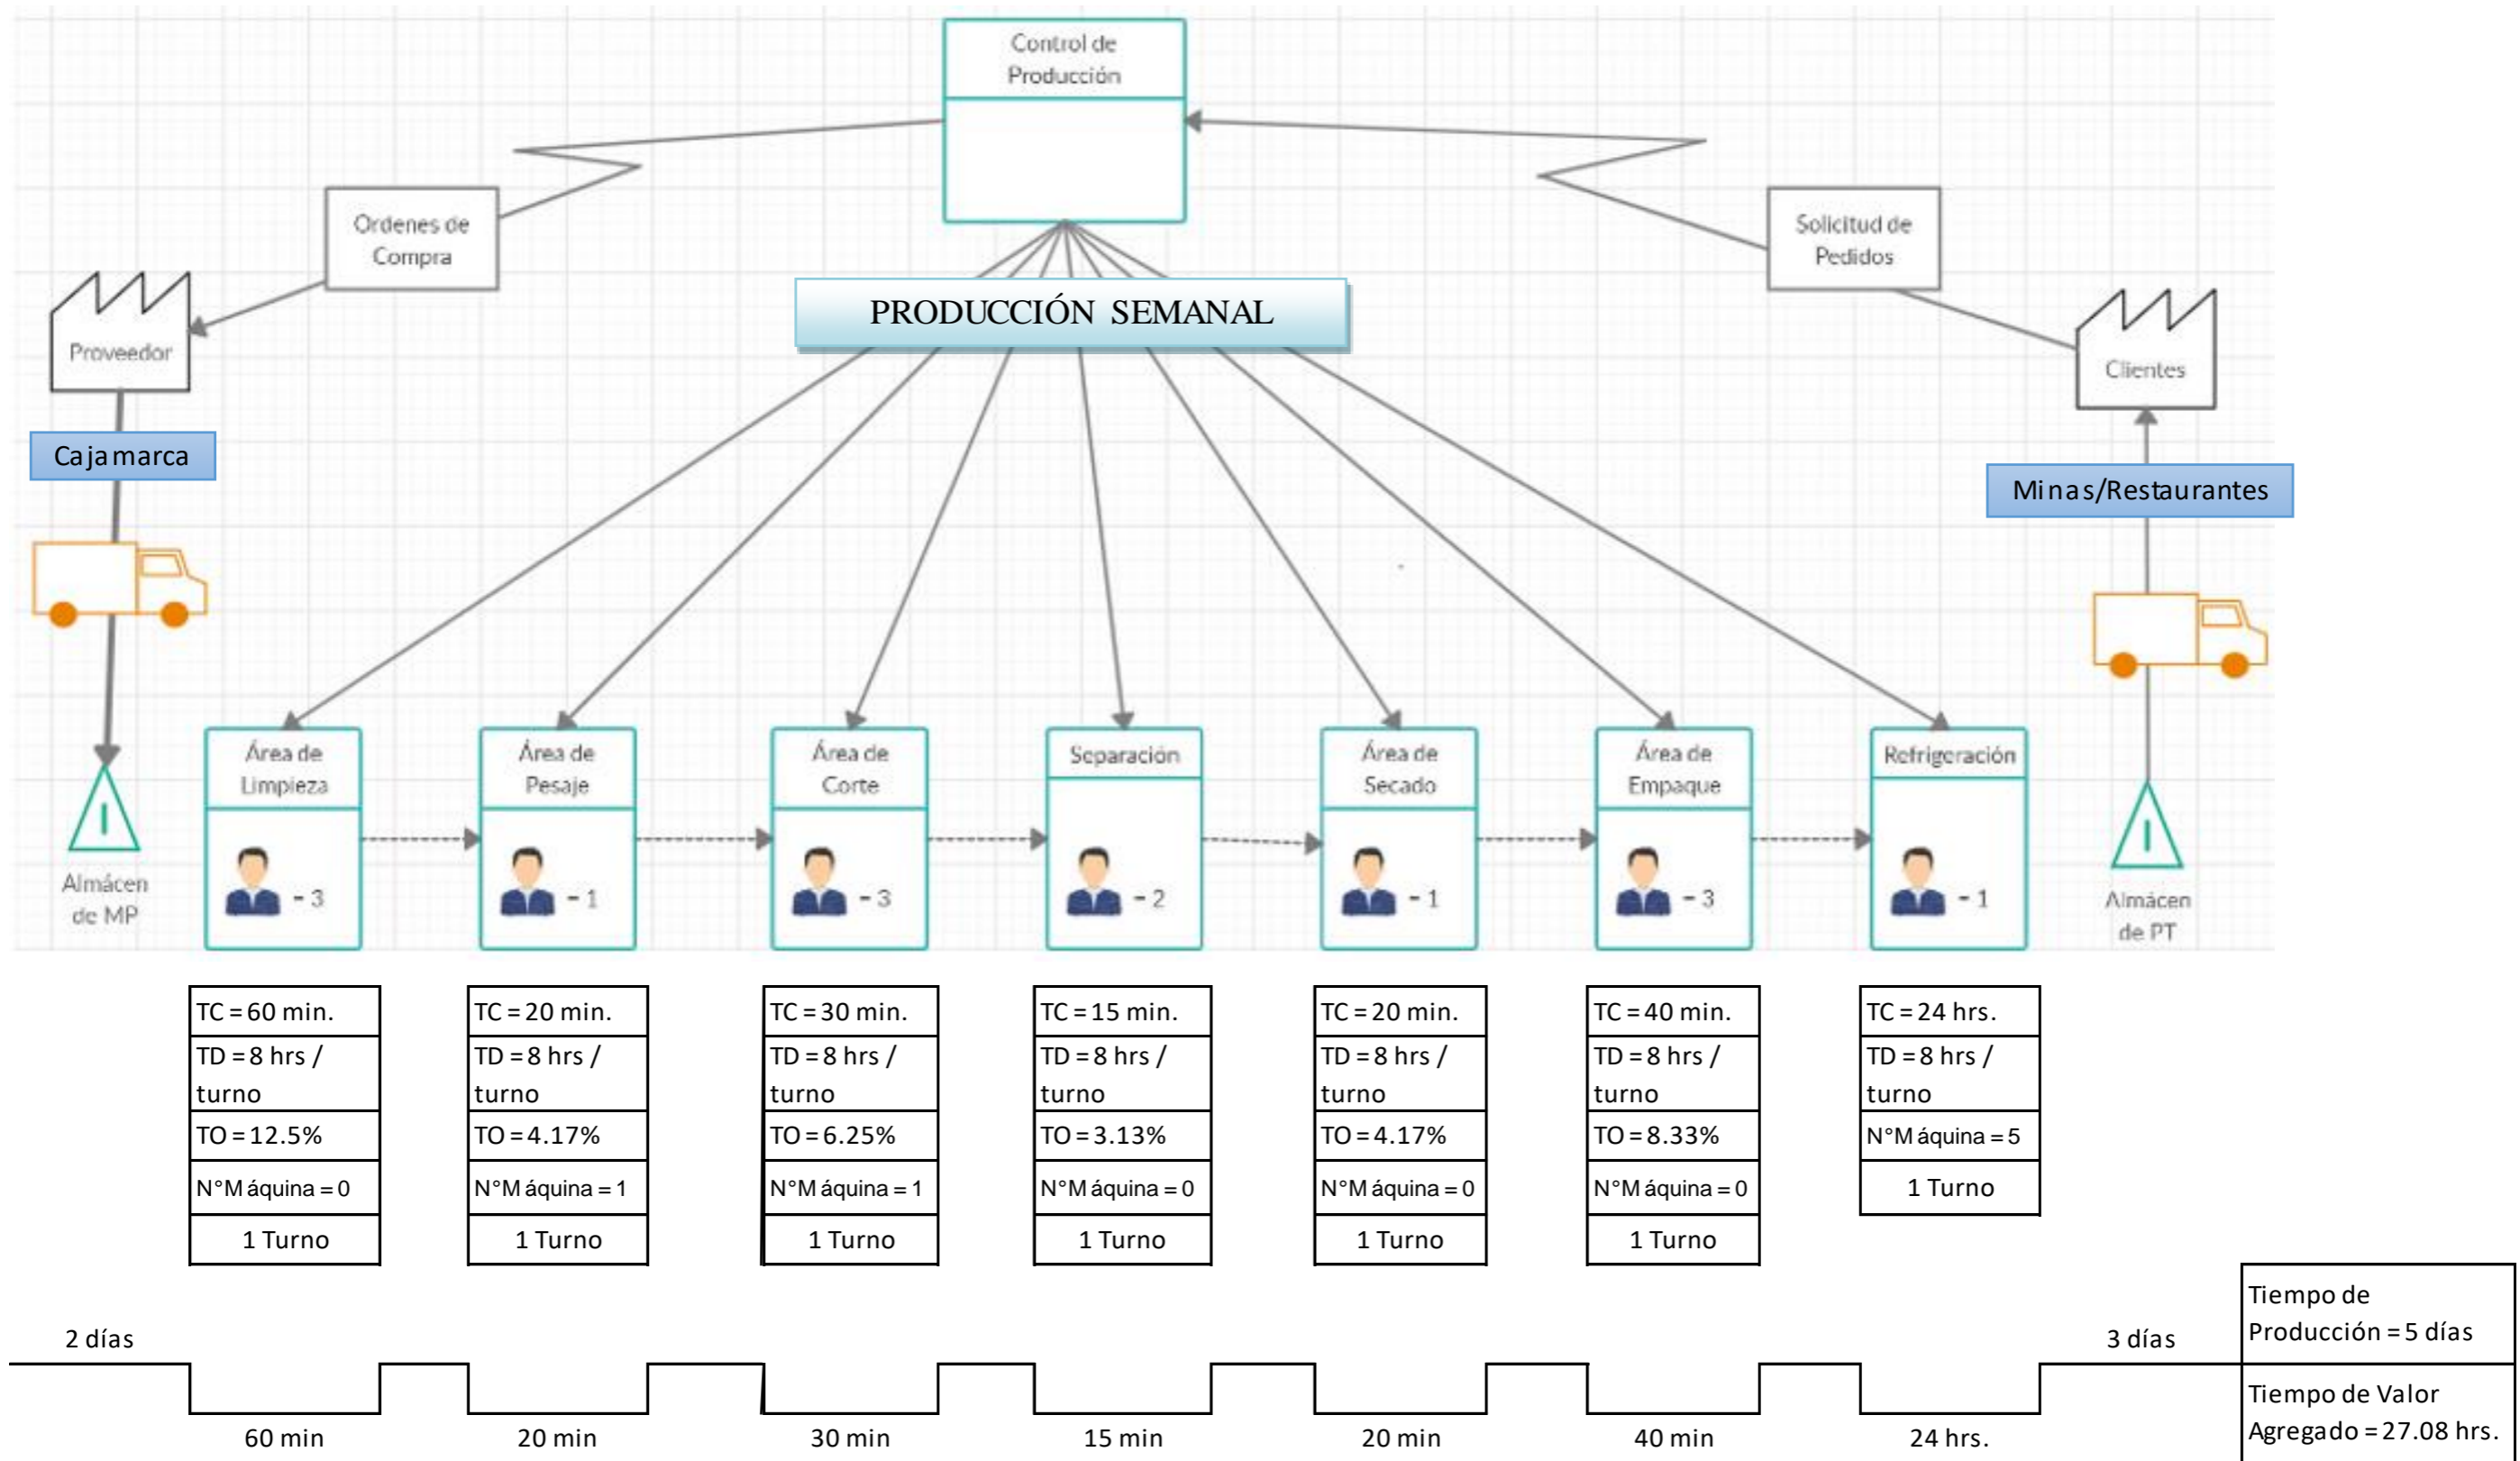 Control de
Producción
Ordenes de
Compra
Solicitud de
Pedidos
PRODUCCIÓN SEMANAL
Proveedor
Clientes
Cajamarca
Minas/Restaurantes
Área de
Limpieza
Área de
Pesaje
Área de
Corte
Separación
Área de
Secado
Área de
Empaque
Refrigeración
I
Almácen
de MP
- 3
- 1
- 3
- 2
- 1
- 3
- 1
I
Almácen
de PT
TC = 60 min.
TD = 8 hrs /
turno
TO = 12.5%
N°Máquina = 0
1 Turno
TC = 20 min.
TD = 8 hrs /
turno
TO = 4.17%
N°Máquina = 1
1 Turno
TC = 30 min.
TD = 8 hrs /
turno
TO = 6.25%
N°Máquina = 1
1 Turno
TC = 15 min.
TD = 8 hrs /
turno
TO = 3.13%
N°Máquina = 0
1 Turno
TC = 20 min.
TD = 8 hrs /
turno
TO = 4.17%
N°Máquina = 0
1 Turno
TC = 40 min.
TD = 8 hrs /
turno
TO = 8.33%
N°Máquina = 0
1 Turno
TC = 24 hrs.
TD = 8 hrs /
turno
N°Máquina = 5
1 Turno
2 días
3 días
Tiempo de
Producción = 5 días
60 min
20 min
30 min
15 min
20 min
40 min
24 hrs.
Tiempo de Valor
Agregado = 27.08 hrs.